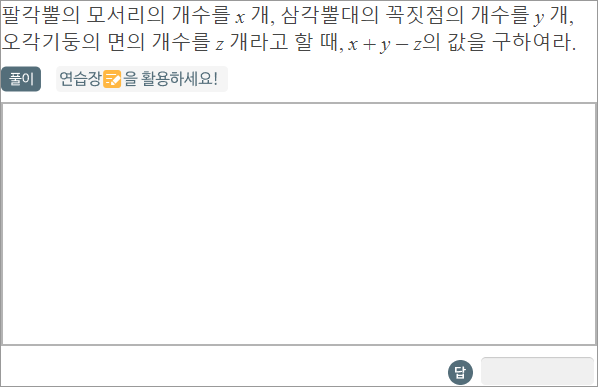 팔각뿔의 모서리의 개수를 x 개, 삼각뿔대의 꼭짓점의 개수를 y 개,
오각기둥의 면의 개수를 z 개라고 할 때, x + y − z의 값을 구하여라.
풀이 연습장을 활용하세요!
답